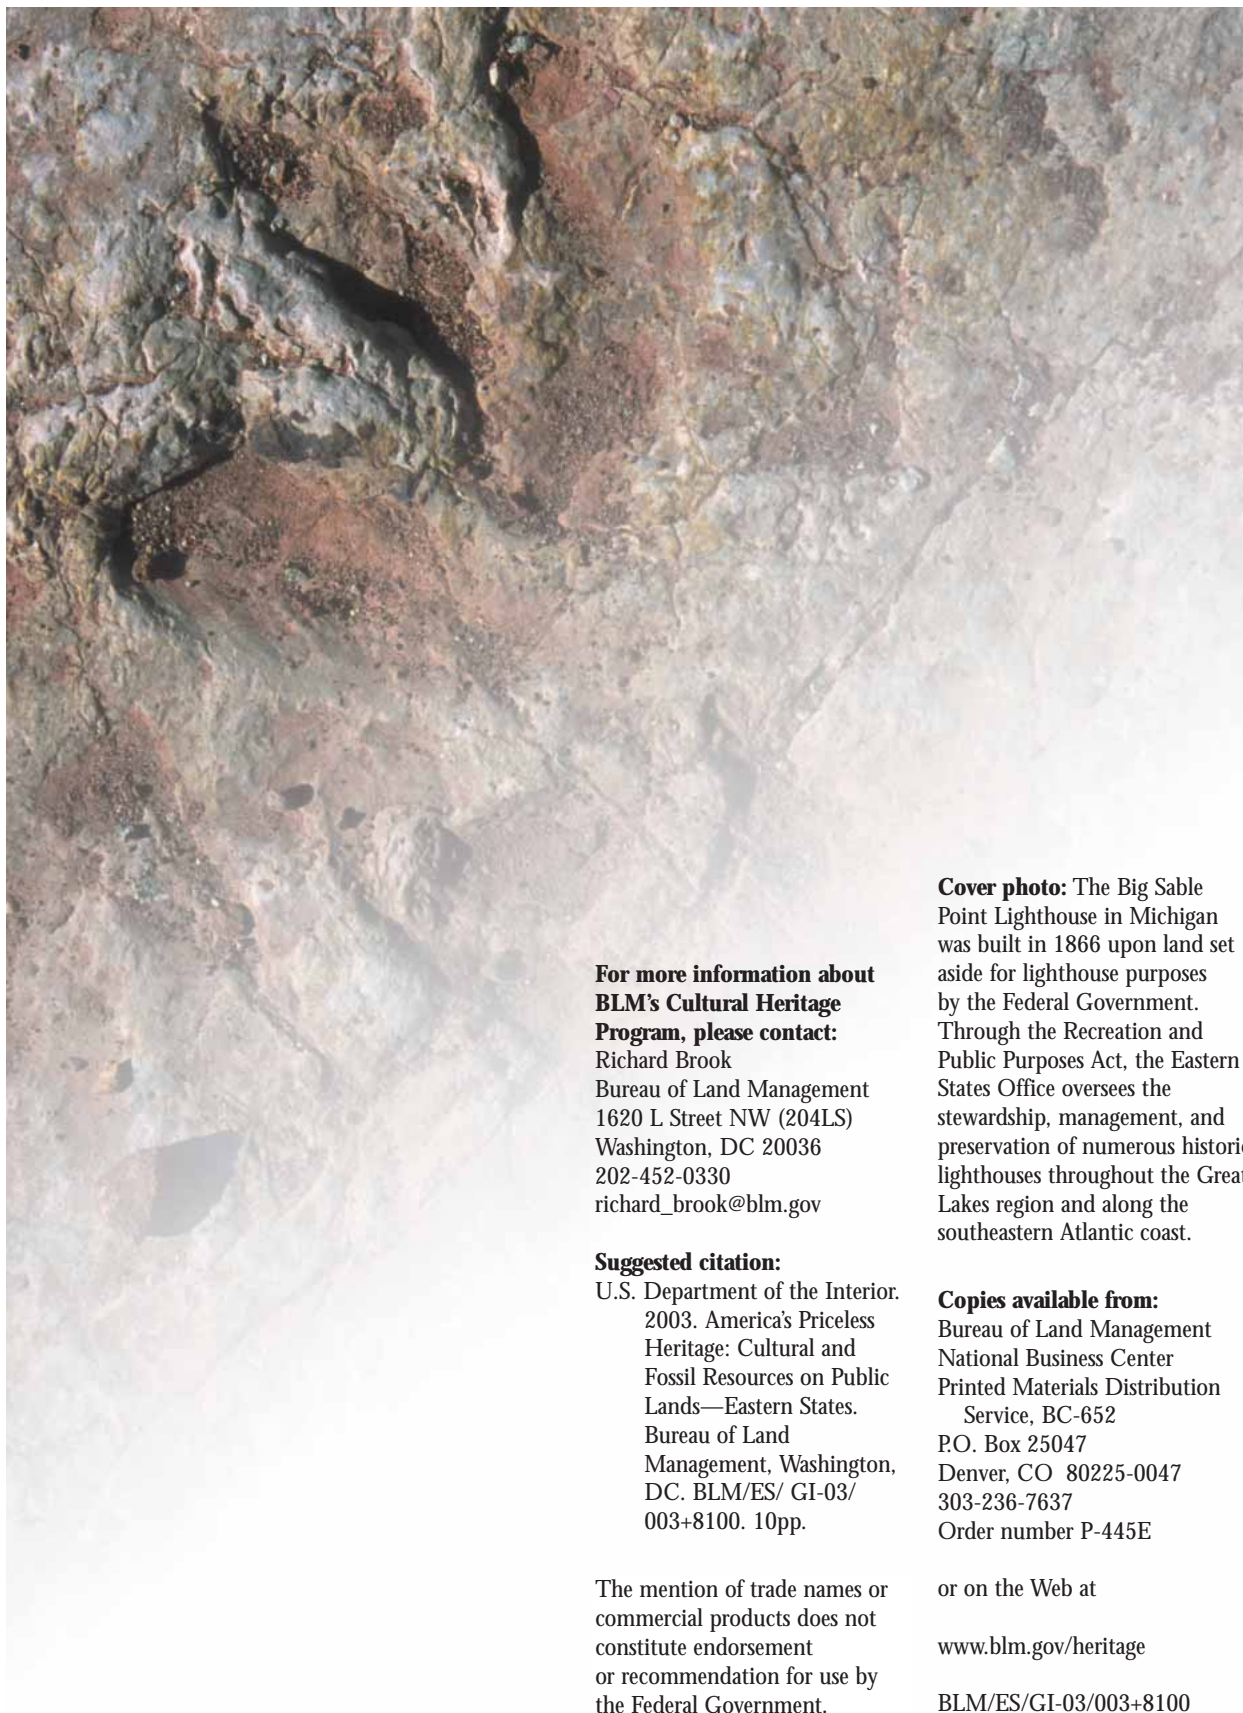 For more information about
BLM's Cultural Heritage
Program, please contact:
Richard Brook
Bureau of Land Management
1620 L Street NW (204LS)
Washington, DC 20036
202-452-0330
richard_brook@blm.gov
Suggested citation:
U.S. Department of the Interior.
2003. America's Priceless
Heritage: Cultural and
Fossil Resources on Public
Lands—Eastern States.
Bureau of Land
Management, Washington,
DC. BLM/ES/ GI-03/
003+8100. 10pp.
The mention of trade names or
commercial products does not
constitute endorsement
or recommendation for use by
the Federal Government.
Cover photo: The Big Sable
Point Lighthouse in Michigan
was built in 1866 upon land set
aside for lighthouse purposes
by the Federal Government.
Through the Recreation and
Public Purposes Act, the Eastern
States Office oversees the
stewardship, management, and
preservation of numerous historic
lighthouses throughout the Great
Lakes region and along the
southeastern Atlantic coast.
Copies available from:
Bureau of Land Management
National Business Center
Printed Materials Distribution
Service, BC-652
P.O. Box 25047
Denver, CO 80225-0047
303-236-7637
Order number P-445E
or on the Web at
www.blm.gov/heritage
BLM/ES/GI-03/003+8100